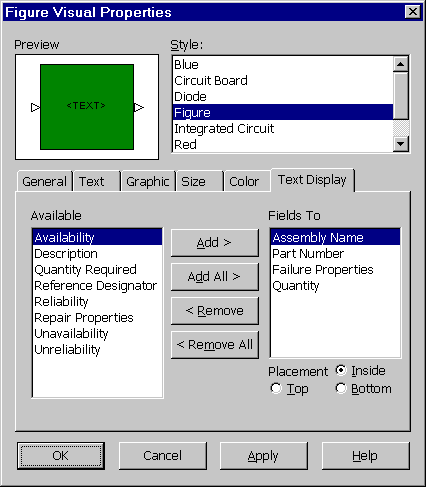 Figure Visual Properties
Preview
Style:
<TEXT>
Blue
Circuit Board
Diode
Figure
Integrated Circuit
Red
General Text Graphic Size Color Text Display
Available
Fields To
Availability
Description
Quantity Required
Reference Designator
Reliability
Repair Properties
Unavailability
Unreliability
Add >
Add All >
< Remove
< Remove All
Assembly Name
Part Number
Failure Properties
Quantity
Placement Inside
Top Bottom
OK Cancel Apply Help